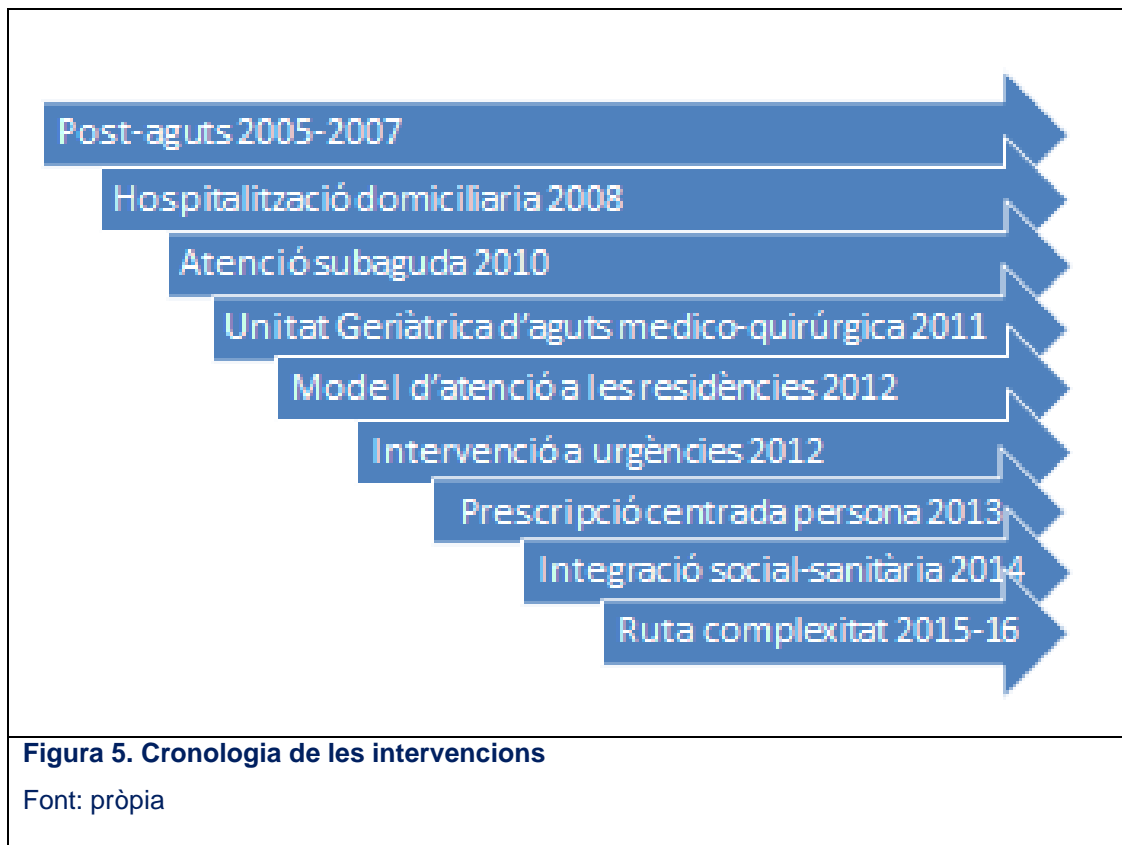 Post-aguts 2005-2007
Hospitalització domiciliaria 2008
Atenció subaguda 2010
Unitat Geriàtrica d'aguts medico-quirúrgica 2011
Model d'atenció a les residències 2012
Intervenció a urgències 2012
Prescripció centrada persona 2013
Integració social-sanitària 2014
Ruta complexitat 2015-16
Figura 5. Cronologia de les intervencions
Font: pròpia